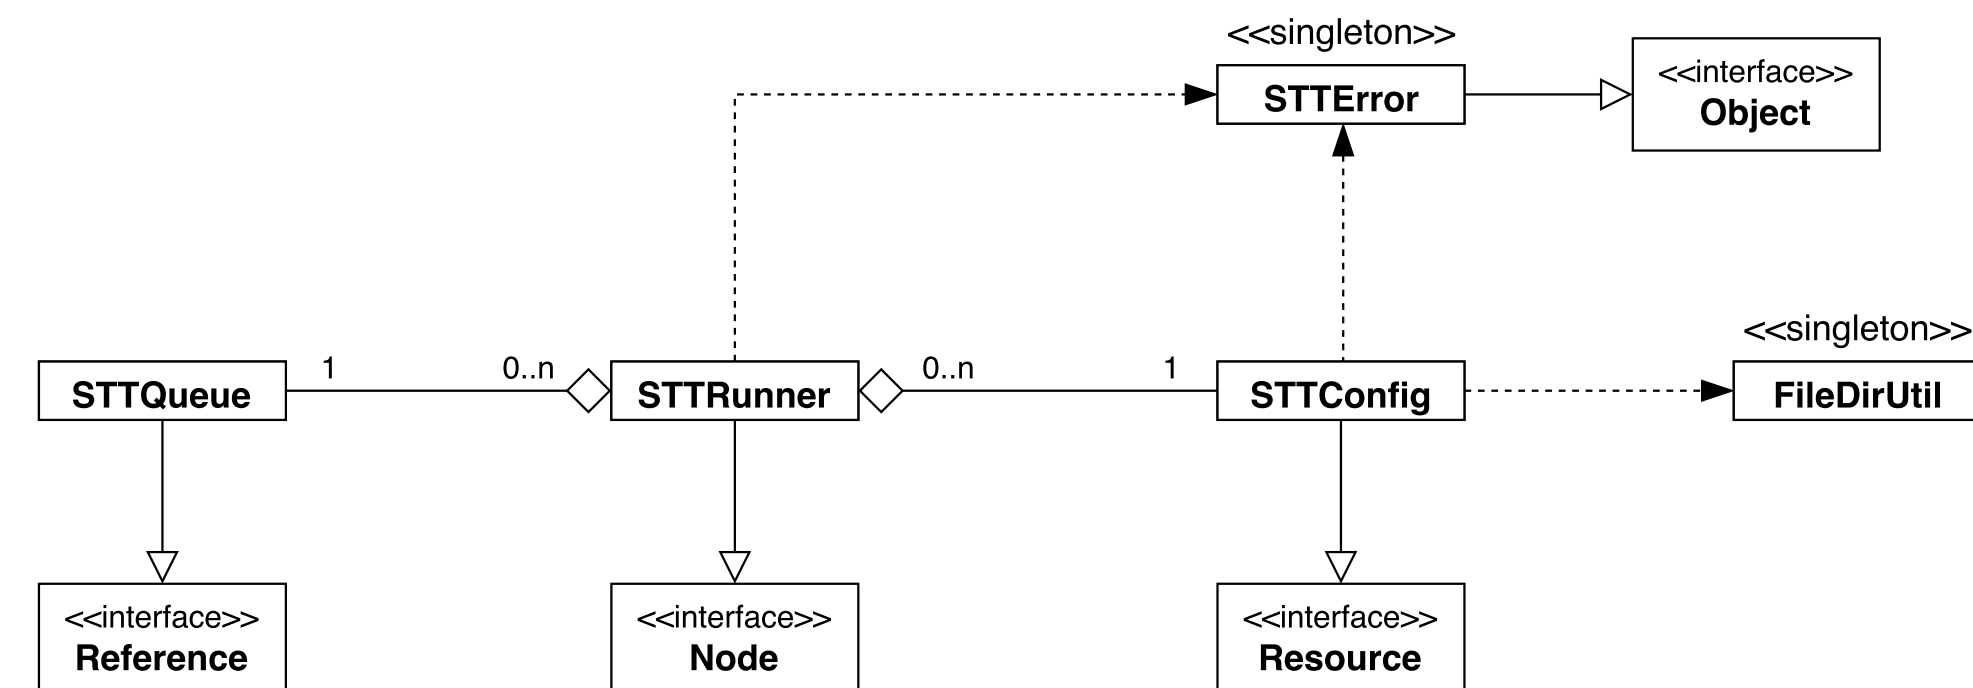 <<singleton>>
STTError
<<interface>>
Object
<<singleton>>
1 0..n 0..n 1
STTQueue STTRunner STTConfig FileDirUtil
<<interface>> <<interface>> <<interface>>
Reference Node Resource